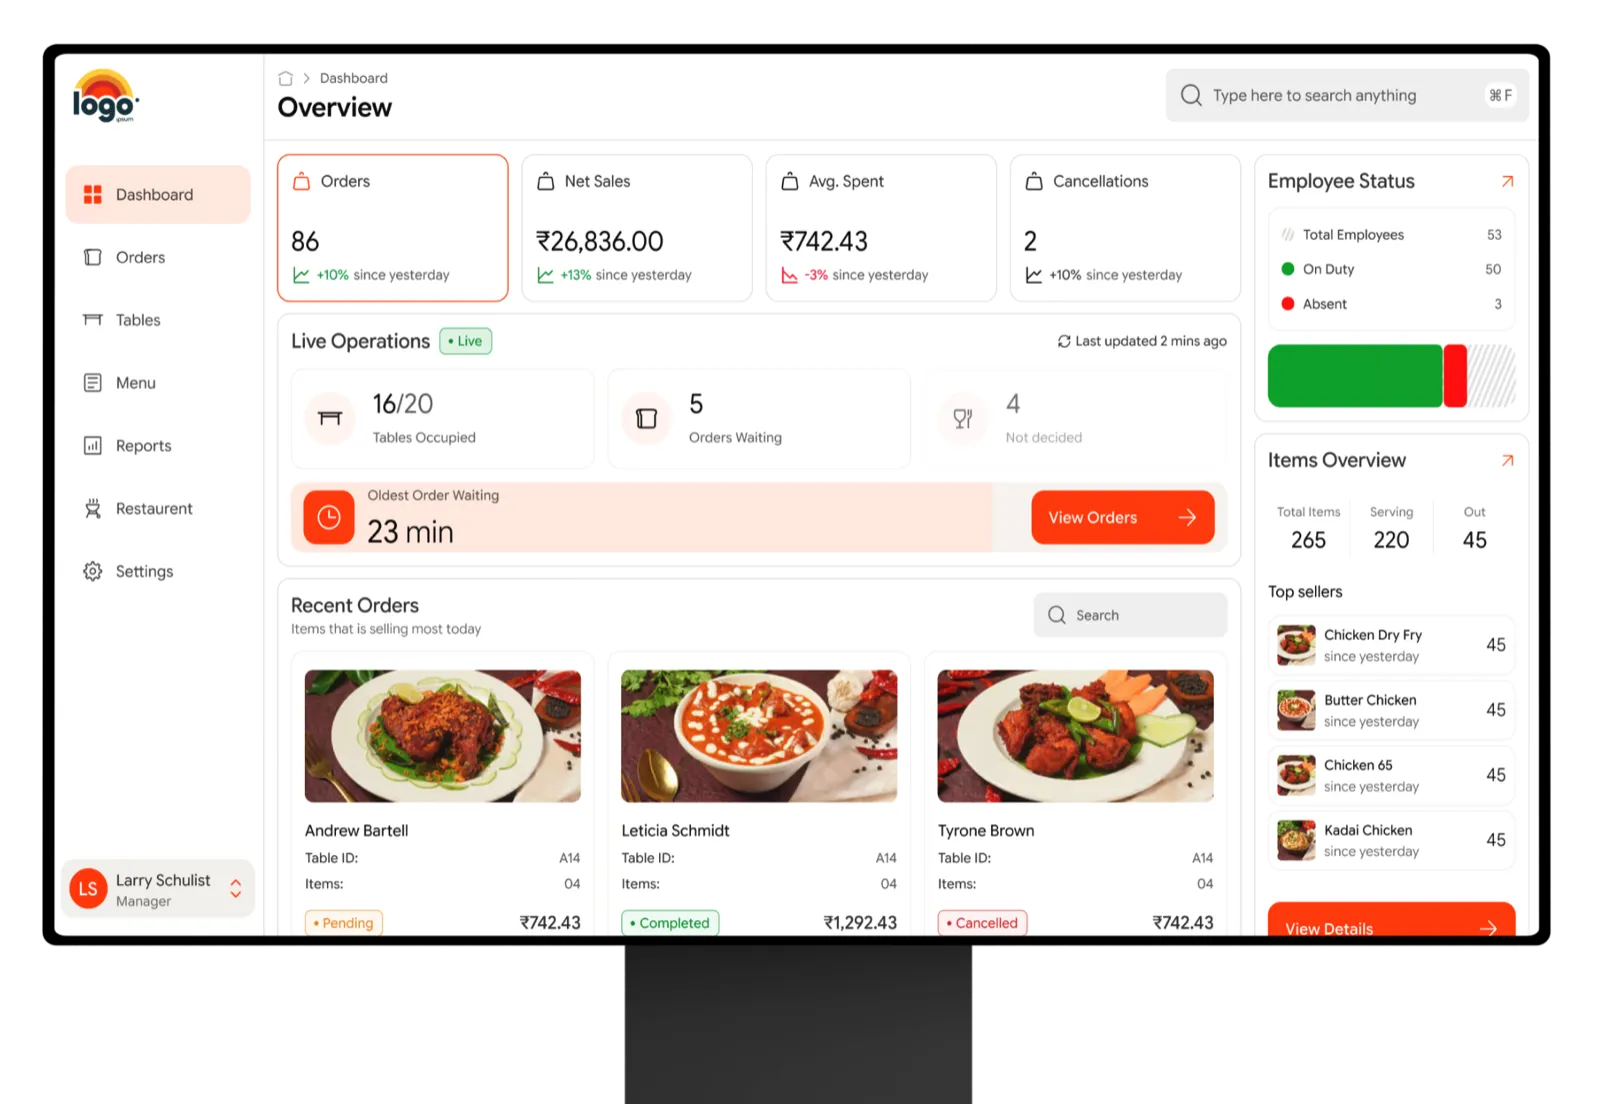 logo
ipsum
Dashboard
Orders
Tables
Menu
Reports
Restaurent
Settings
LS
Larry Schulist
Manager
Dashboard
Overview
Type here to search anything
⌘ F
Orders
86
+10% since yesterday
Net Sales
₹26,836.00
+13% since yesterday
Avg. Spent
₹742.43
-3% since yesterday
Cancellations
2
+10% since yesterday
Live Operations
• Live
Last updated 2 mins ago
16/20
Tables Occupied
5
Orders Waiting
4
Not decided
Oldest Order Waiting
23 min
View Orders
Recent Orders
Items that is selling most today
Search
Andrew Bartell
Table ID: A14
Items: 04
• Pending ₹742.43
Leticia Schmidt
Table ID: A14
Items: 04
• Completed ₹1,292.43
Tyrone Brown
Table ID: A14
Items: 04
• Cancelled ₹742.43
Employee Status
Total Employees 53
On Duty 50
Absent 3
Items Overview
Total Items
265
Serving
220
Out
45
Top sellers
Chicken Dry Fry
since yesterday
45
Butter Chicken
since yesterday
45
Chicken 65
since yesterday
45
Kadai Chicken
since yesterday
45
View Details